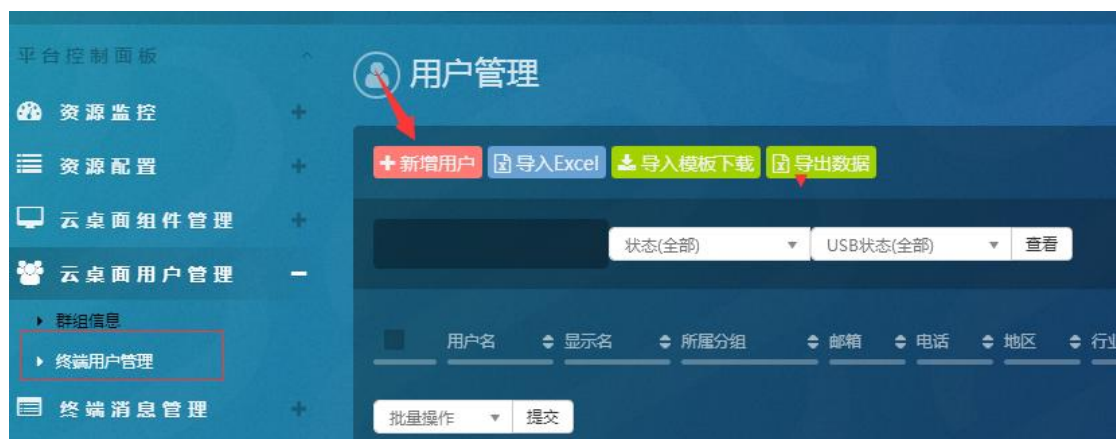 平台控制面板
资源监控
资源配置
云桌面组件管理
云桌面用户管理
群组信息
终端用户管理
终端消息管理
用户管理
新增用户 导入Excel 导入模板下载 导出数据
状态(全部) USB状态(全部) 查看
用户名 显示名 所属分组 邮箱 电话 地区 行业
批量操作 提交